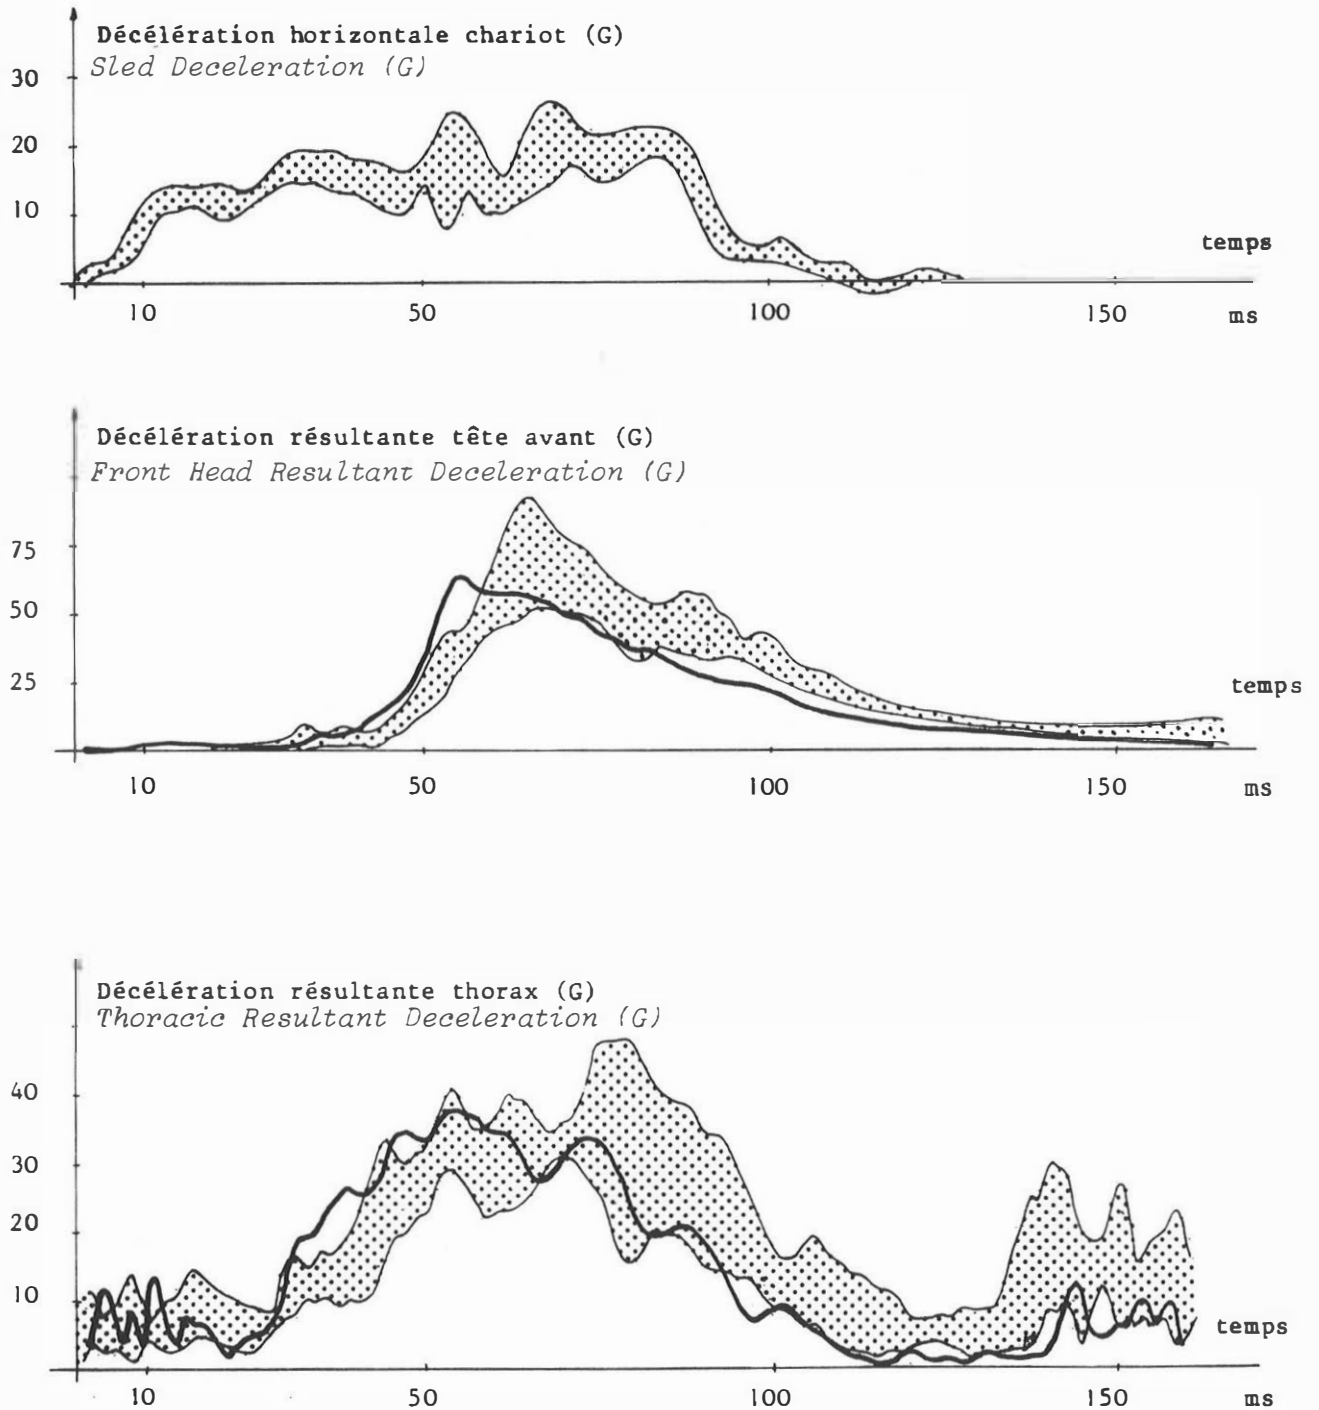 Décélération horizontale chariot (G)
Sled Deceleration (G)
30
20
10
temps
10 50 100 150 ms
Décélération résultante tête avant (G)
Front Head Resultant Deceleration (G)
75
50
25
temps
10 50 100 150 ms
Décélération résultante thorax (G)
Thoracic Resultant Deceleration (G)
40
30
20
10
temps
10 50 100 150 ms